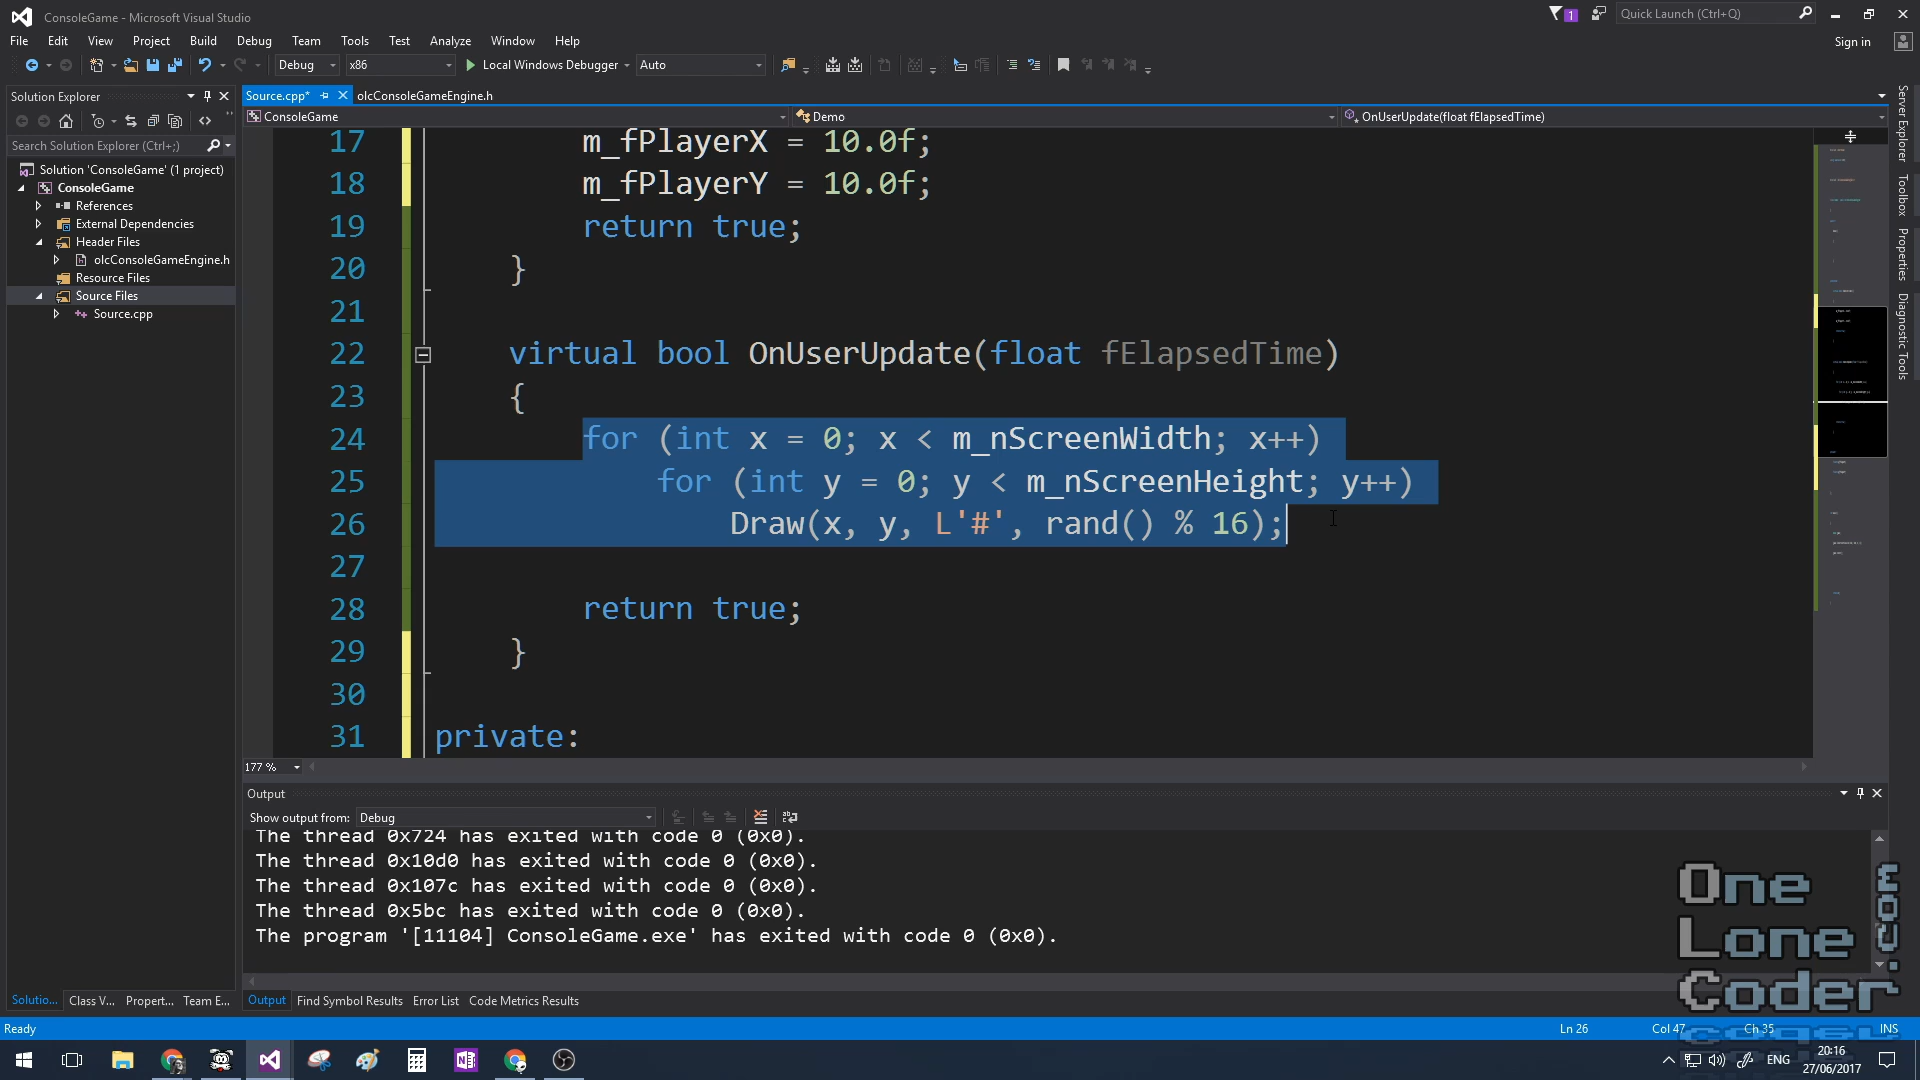 ConsoleGame - Microsoft Visual Studio
1
Quick Launch (Ctrl+Q)
File Edit View Project Build Debug Team Tools Test Analyze Window Help
Sign in
Debug x86 Local Windows Debugger Auto
Solution Explorer
Search Solution Explorer (Ctrl+;)
Solution 'ConsoleGame' (1 project)
ConsoleGame
References
External Dependencies
Header Files
olcConsoleGameEngine.h
Resource Files
Source Files
Source.cpp
Source.cpp* olcConsoleGameEngine.h
ConsoleGame Demo OnUserUpdate(float fElapsedTime)
17 m_fPlayerX = 10.0f;
18 m_fPlayerY = 10.0f;
19 return true;
20 }
21
22 virtual bool OnUserUpdate(float fElapsedTime)
23 {
24 for (int x = 0; x < m_nScreenWidth; x++)
25 for (int y = 0; y < m_nScreenHeight; y++)
26 Draw(x, y, L'#', rand() % 16);
27
28 return true;
29 }
30
31 private:
177 %
Server Explorer
Toolbox
Properties
Diagnostic Tools
Output
Show output from: Debug
The thread 0x724 has exited with code 0 (0x0).
The thread 0x10d0 has exited with code 0 (0x0).
The thread 0x107c has exited with code 0 (0x0).
The thread 0x5bc has exited with code 0 (0x0).
The program '[11104] ConsoleGame.exe' has exited with code 0 (0x0).
One
Lone
Coder
.com
Solutio... Class V... Propert... Team E...
Output Find Symbol Results Error List Code Metrics Results
Ready Ln 26 Col 47 Ch 35 INS
ENG
20:16
27/06/2017